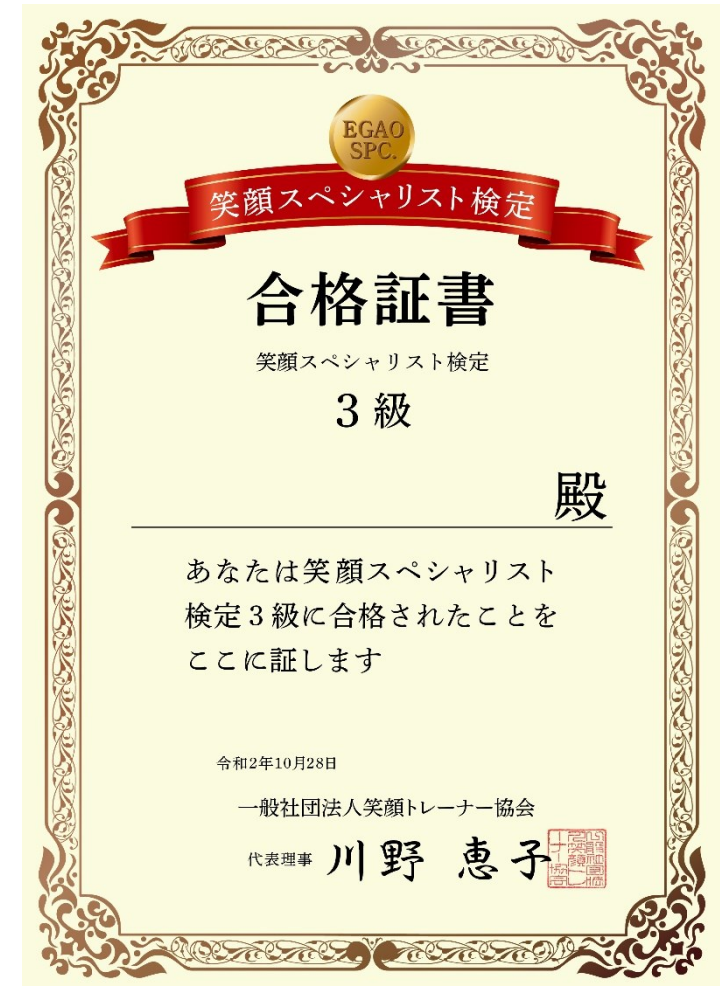 EGAO
SPC.
笑顔スペシャリスト検定
合格証書
笑顔スペシャリスト検定
3級
殿
あなたは笑顔スペシャリスト
検定3級に合格されたことを
ここに証します
令和2年10月28日
一般社団法人笑顔トレーナー協会
代表理事 川野 恵子